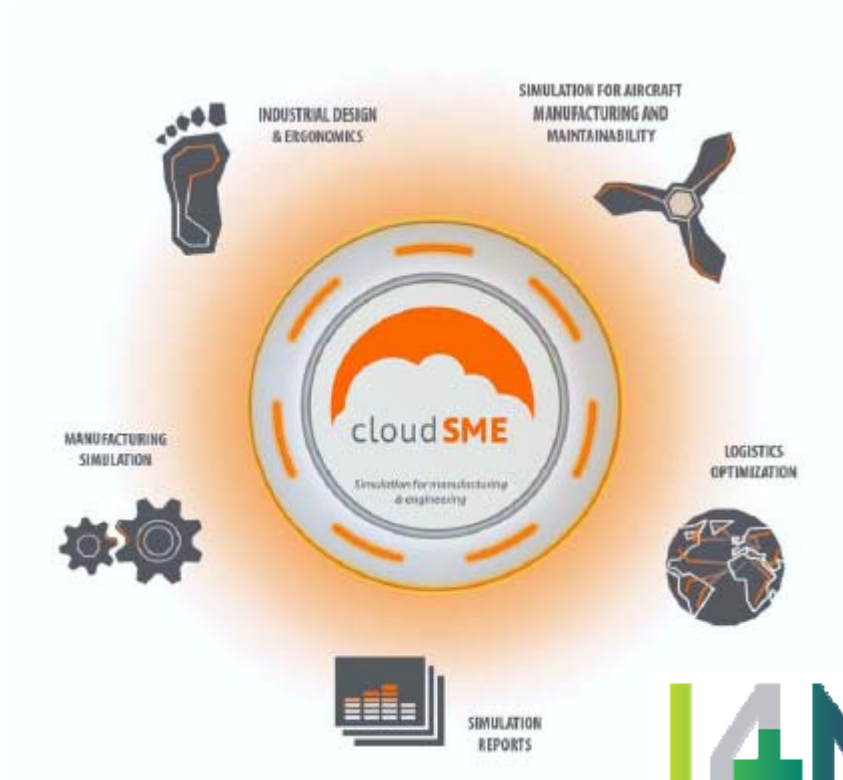 SIMULATION FOR AIRCRAFT
MANUFACTURING AND
MAINTAINABILITY
INDUSTRIAL DESIGN
& ERGONOMICS
cloudSME
Simulation for manufacturing
& engineering
MANUFACTURING
SIMULATION
LOGISTICS
OPTIMIZATION
SIMULATION
REPORTS